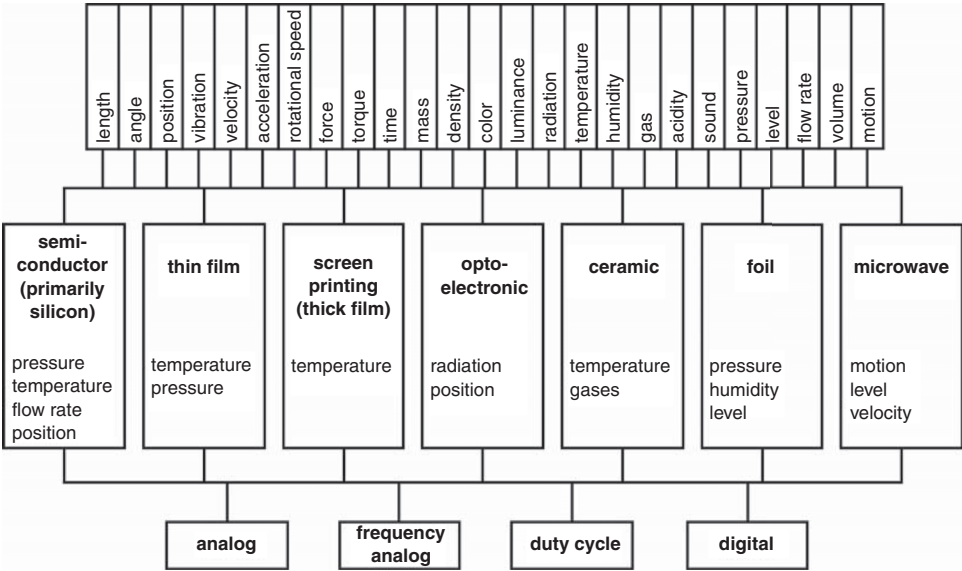 length
angle
position
vibration
velocity
acceleration
rotational speed
force
torque
time
mass
density
color
luminance
radiation
temperature
humidity
gas
acidity
sound
pressure
level
flow rate
volume
motion
semi-
conductor
(primarily
silicon)
pressure
temperature
flow rate
position
thin film
temperature
pressure
screen
printing
(thick film)
temperature
opto-
electronic
radiation
position
ceramic
temperature
gases
foil
pressure
humidity
level
microwave
motion
level
velocity
analog
frequency
analog
duty cycle
digital